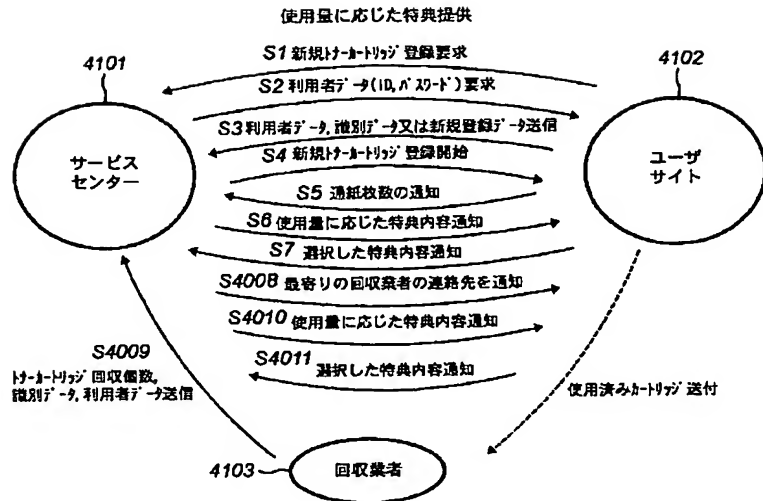 使用量に応じた特典提供
S1 新規トナーカートリッジ登録要求
4101
4102
S2 利用者データ(ID,パスワード)要求
S3 利用者データ,識別データ又は新規登録データ送信
S4 新規トナーカートリッジ登録開始
サービス
センター
ユーザ
サイト
S5 通紙枚数の通知
S6 使用量に応じた特典内容通知
S7 選択した特典内容通知
S4008 最寄りの回収業者の連絡先を通知
S4010 使用量に応じた特典内容通知
S4009
トナーカートリッジ回収個数,
識別データ,利用者データ送信
S4011 選択した特典内容通知
使用済みカートリッジ送付
4103
回収業者